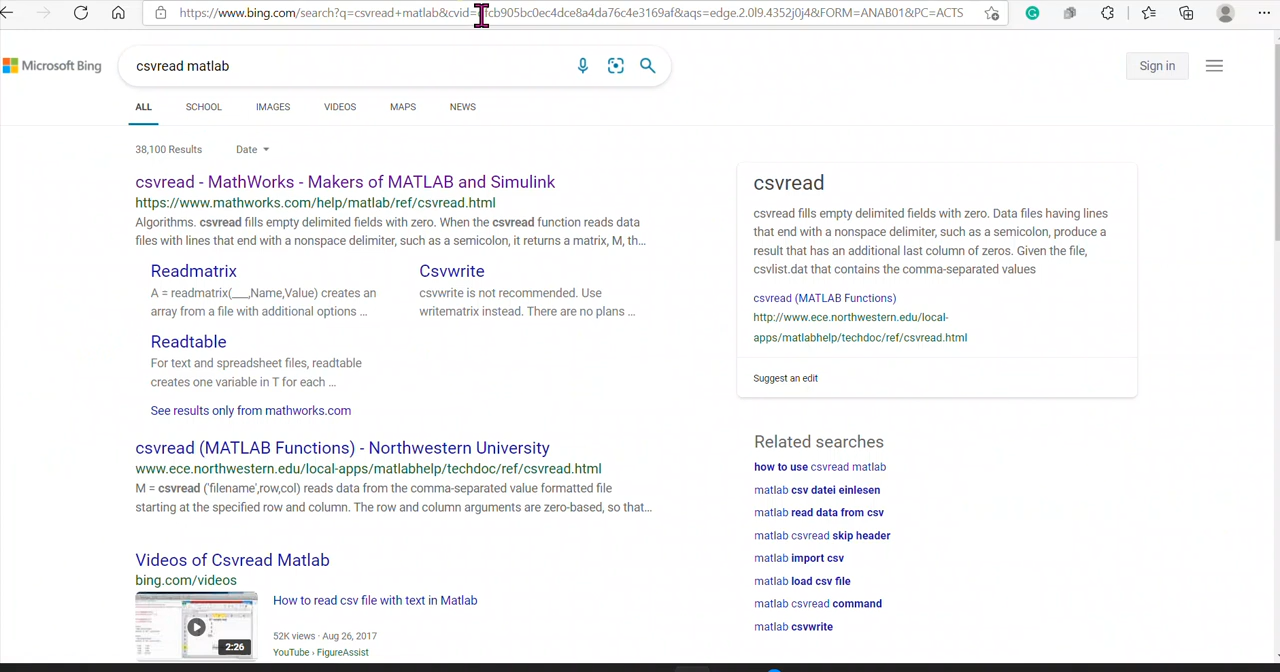 https://www.bing.com/search?q=csvread+matlab&cvid=
fcb905bc0ec4dce8a4da76c4e3169af&aqs=edge.2.0l9.4352j0j4&FORM=ANAB01&PC=ACTS
Microsoft Bing
csvread matlab
Sign in
ALL
SCHOOL
IMAGES
VIDEOS
MAPS
NEWS
38,100 Results
Date
csvread - MathWorks - Makers of MATLAB and Simulink
https://www.mathworks.com/help/matlab/ref/csvread.html
Algorithms. csvread fills empty delimited fields with zero. When the csvread function reads data
files with lines that end with a nonspace delimiter, such as a semicolon, it returns a matrix, M, th…
Readmatrix
A = readmatrix(___,Name,Value) creates an
array from a file with additional options ...
Csvwrite
csvwrite is not recommended. Use
writematrix instead. There are no plans ...
Readtable
For text and spreadsheet files, readtable
creates one variable in T for each ...
See results only from mathworks.com
csvread (MATLAB Functions) - Northwestern University
www.ece.northwestern.edu/local-apps/matlabhelp/techdoc/ref/csvread.html
M = csvread ('filename',row,col) reads data from the comma-separated value formatted file
starting at the specified row and column. The row and column arguments are zero-based, so that…
Videos of Csvread Matlab
bing.com/videos
2:26
How to read csv file with text in Matlab
52K views · Aug 26, 2017
YouTube › FigureAssist
csvread
csvread fills empty delimited fields with zero. Data files having lines
that end with a nonspace delimiter, such as a semicolon, produce a
result that has an additional last column of zeros. Given the file,
csvlist.dat that contains the comma-separated values
csvread (MATLAB Functions)
http://www.ece.northwestern.edu/local-
apps/matlabhelp/techdoc/ref/csvread.html
Suggest an edit
Related searches
how to use csvread matlab
matlab csv datei einlesen
matlab read data from csv
matlab csvread skip header
matlab import csv
matlab load csv file
matlab csvread command
matlab csvwrite